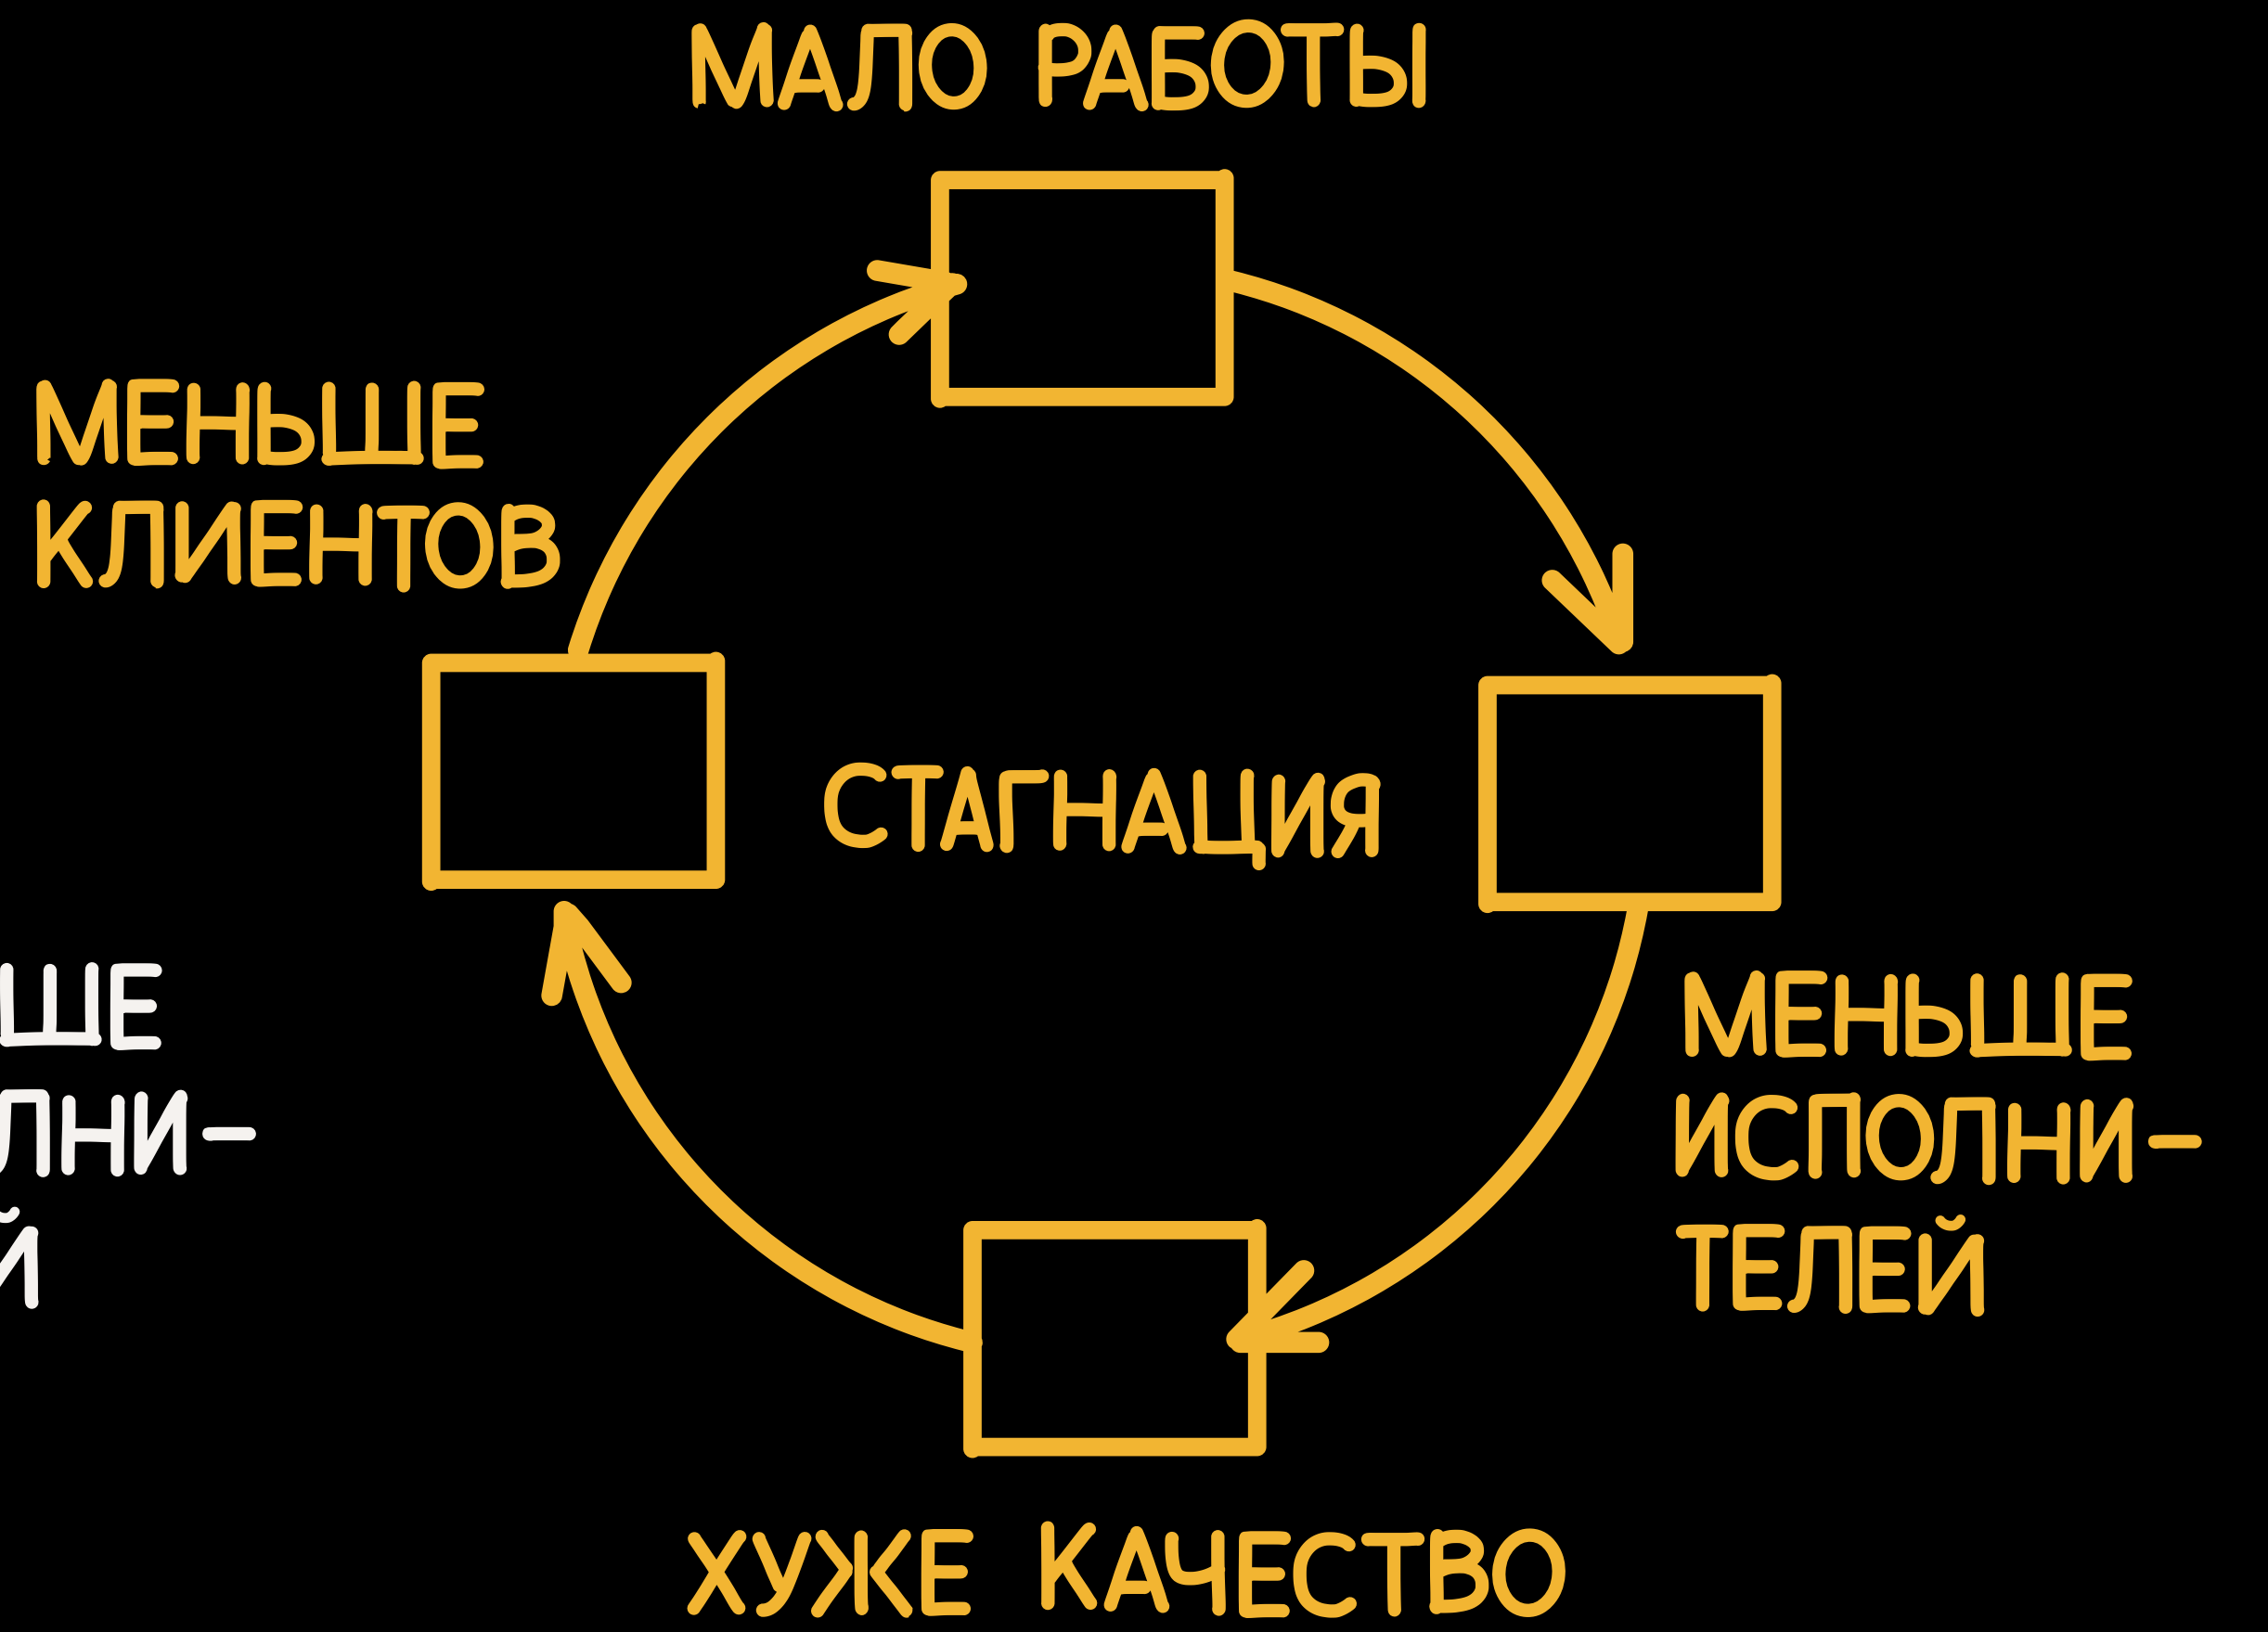 МАЛО РАБОТЫ
МЕНЬШЕ
КЛИЕНТОВ
СТАГНАЦИЯ
МЕНЬШЕ
ИСПОЛНИ-
ТЕЛЕЙ
ХУЖЕ КАЧЕСТВО